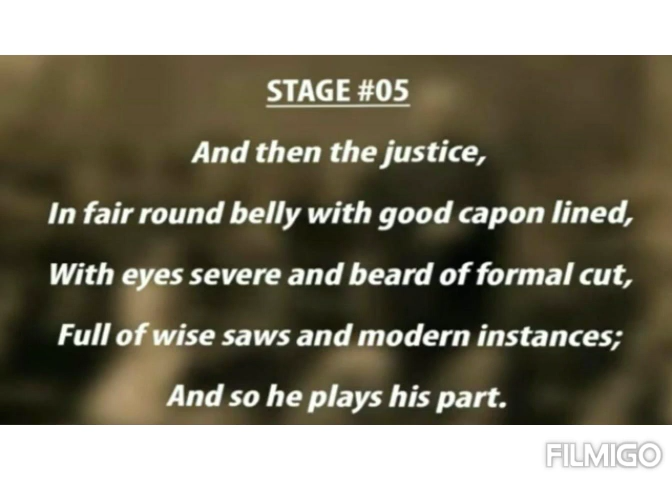 STAGE #05
And then the justice,
In fair round belly with good capon lined,
With eyes severe and beard of formal cut,
Full of wise saws and modern instances;
And so he plays his part.
FILMIGO